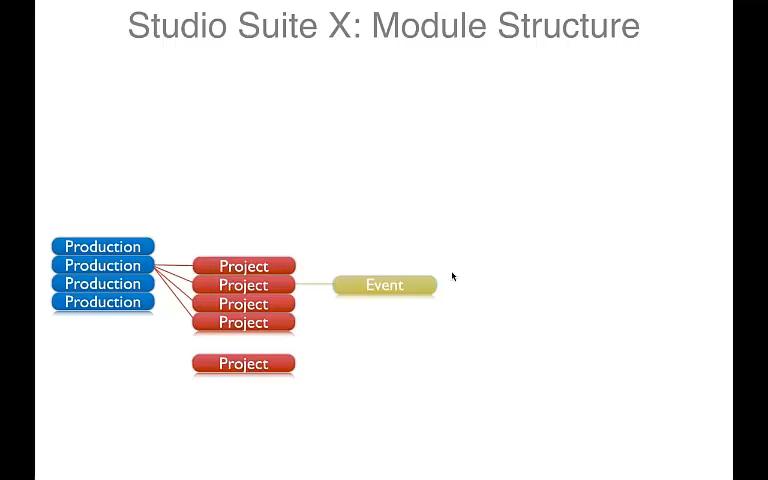 Studio Suite X: Module Structure
Production
Production
Production
Production
Project
Project
Project
Project
Project
Event